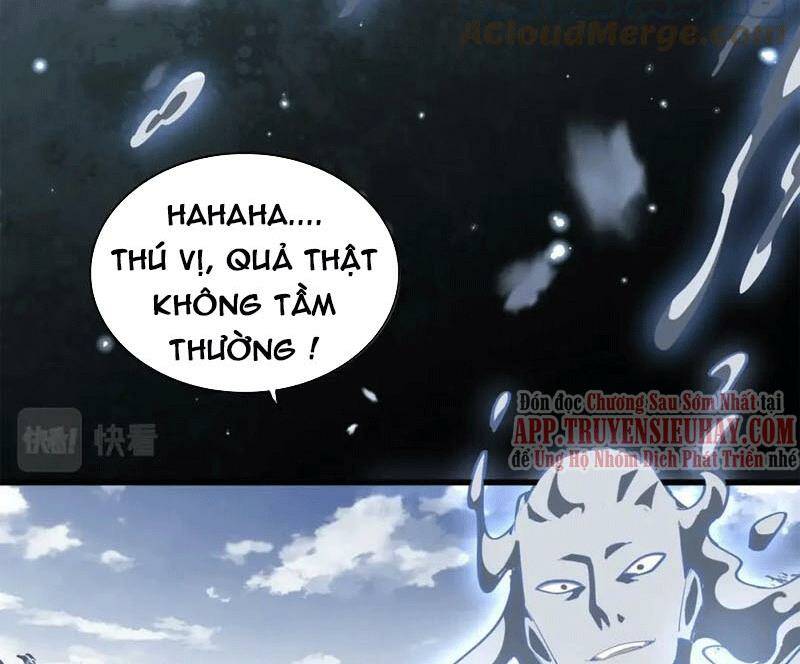 ACloudMerge.com
HAHAHA....
THÚ VỊ, QUẢ THẬT
KHÔNG TẦM
THƯỜNG !
Đón đọc Chương Sau Sớm Nhất tại
APP.TRUYENSIEUHAY.COM
để Ủng Hộ Nhóm Dịch Phát Triển nhé
快看! 快看